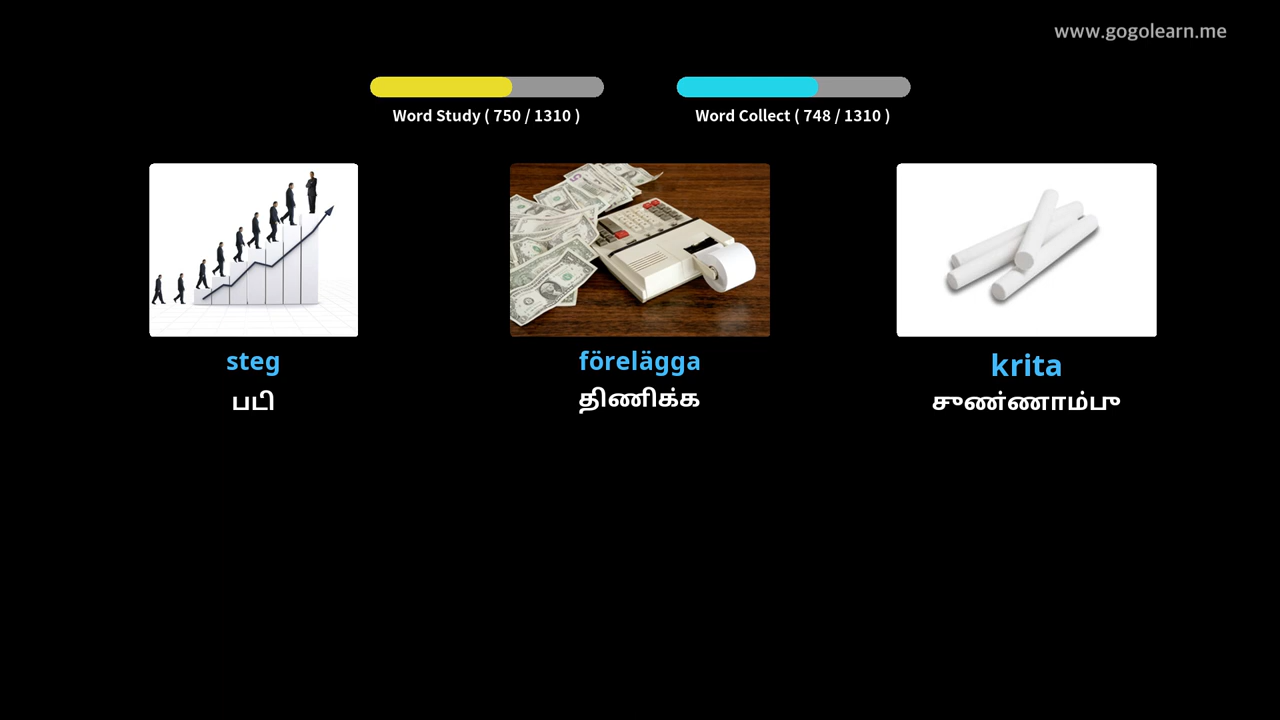 www.gogolearn.me
Word Study ( 750 / 1310 )
Word Collect ( 748 / 1310 )
steg
படி
förelägga
திணிக்க
krita
சுண்ணாம்பு